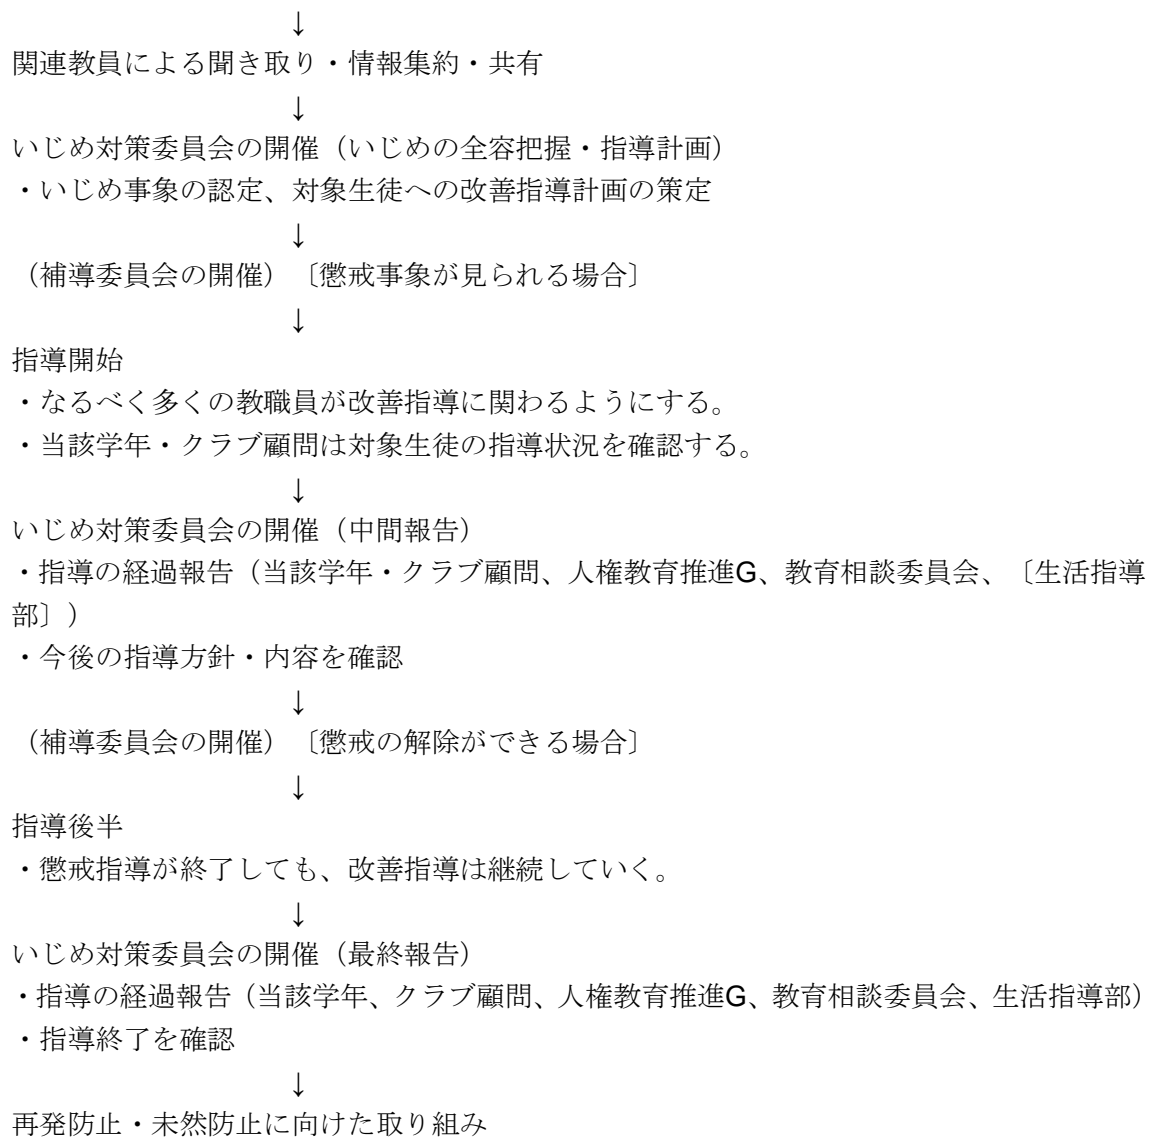 ↓
関連教員による聞き取り・情報集約・共有
↓
いじめ対策委員会の開催（いじめの全容把握・指導計画）
・いじめ事象の認定、対象生徒への改善指導計画の策定
↓
（補導委員会の開催）〔懲戒事象が見られる場合〕
↓
指導開始
・なるべく多くの教職員が改善指導に関わるようにする。
・当該学年・クラブ顧問は対象生徒の指導状況を確認する。
↓
いじめ対策委員会の開催（中間報告）
・指導の経過報告（当該学年・クラブ顧問、人権教育推進G、教育相談委員会、〔生活指導
部〕）
・今後の指導方針・内容を確認
↓
（補導委員会の開催）〔懲戒の解除ができる場合〕
↓
指導後半
・懲戒指導が終了しても、改善指導は継続していく。
↓
いじめ対策委員会の開催（最終報告）
・指導の経過報告（当該学年、クラブ顧問、人権教育推進G、教育相談委員会、生活指導部）
・指導終了を確認
↓
再発防止・未然防止に向けた取り組み